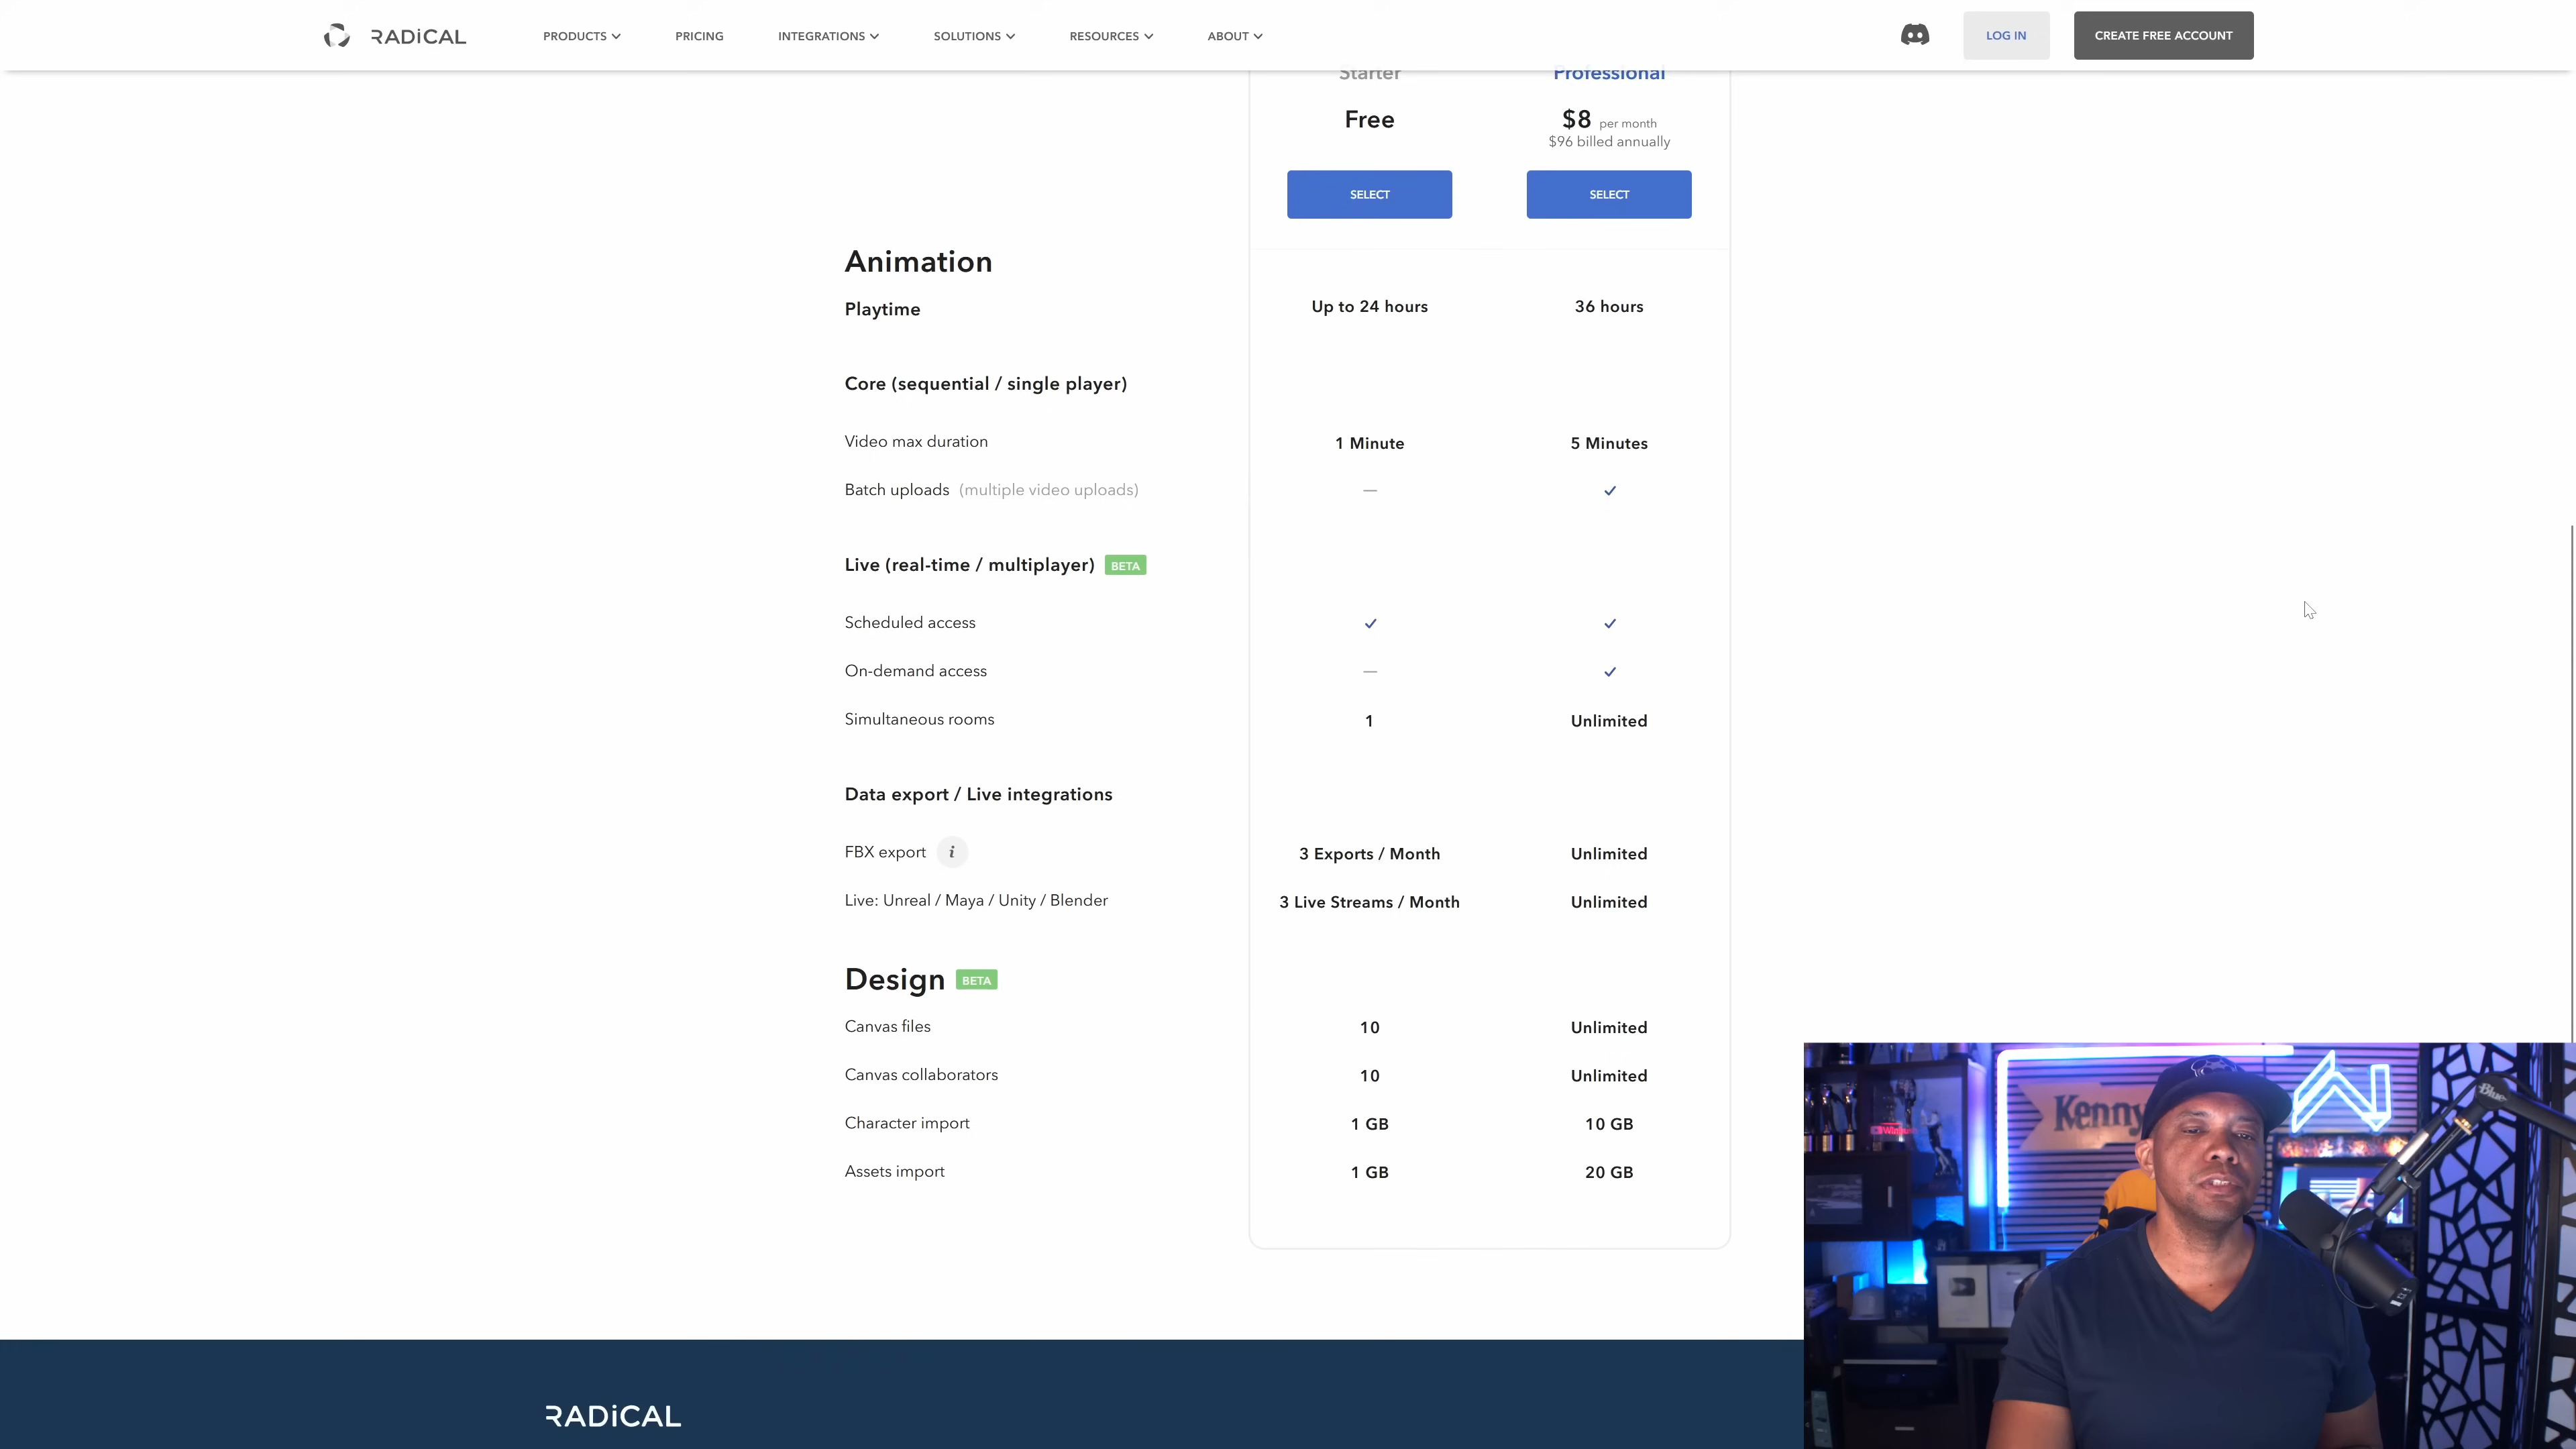 RADiCAL PRODUCTS PRICING INTEGRATIONS SOLUTIONS RESOURCES ABOUT LOG IN CREATE FREE ACCOUNT
Starter Professional
Free $8 per month
$96 billed annually
SELECT SELECT
Animation
Playtime Up to 24 hours 36 hours
Core (sequential / single player)
Video max duration 1 Minute 5 Minutes
Batch uploads (multiple video uploads) —
Live (real-time / multiplayer) BETA
Scheduled access
On-demand access —
Simultaneous rooms 1 Unlimited
Data export / Live integrations
FBX export i 3 Exports / Month Unlimited
Live: Unreal / Maya / Unity / Blender 3 Live Streams / Month Unlimited
Design BETA
Canvas files 10 Unlimited
Canvas collaborators 10 Unlimited
Character import 1 GB 10 GB
Assets import 1 GB 20 GB
RADiCAL
Kenny
Blue